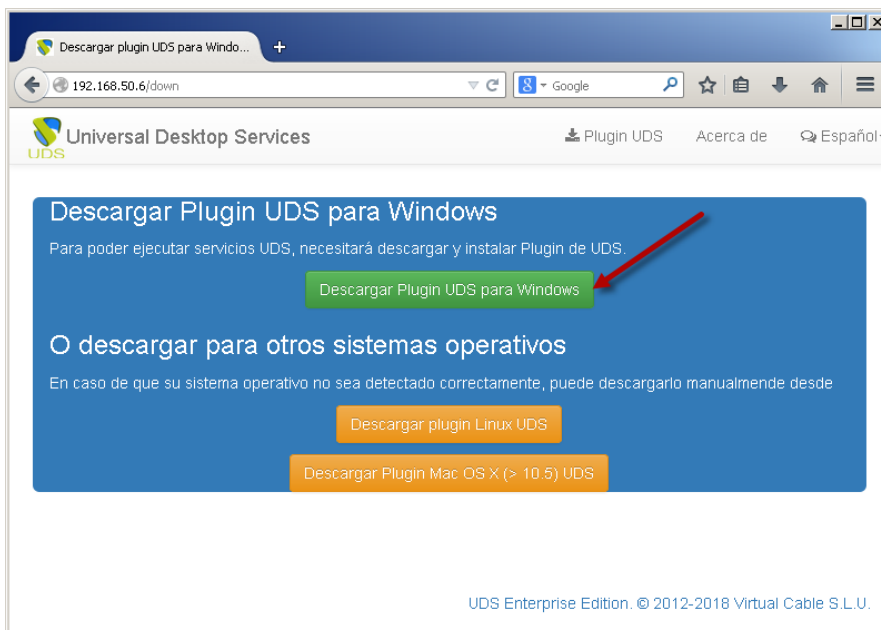 Descargar plugin UDS para Windo...
192.168.50.6/down
Google
UDS
Universal Desktop Services
Plugin UDS
Acerca de
Español
Descargar Plugin UDS para Windows
Para poder ejecutar servicios UDS, necesitará descargar y instalar Plugin de UDS.
Descargar Plugin UDS para Windows
O descargar para otros sistemas operativos
En caso de que su sistema operativo no sea detectado correctamente, puede descargarlo manualmende desde
Descargar plugin Linux UDS
Descargar Plugin Mac OS X (> 10.5) UDS
UDS Enterprise Edition. © 2012-2018 Virtual Cable S.L.U.